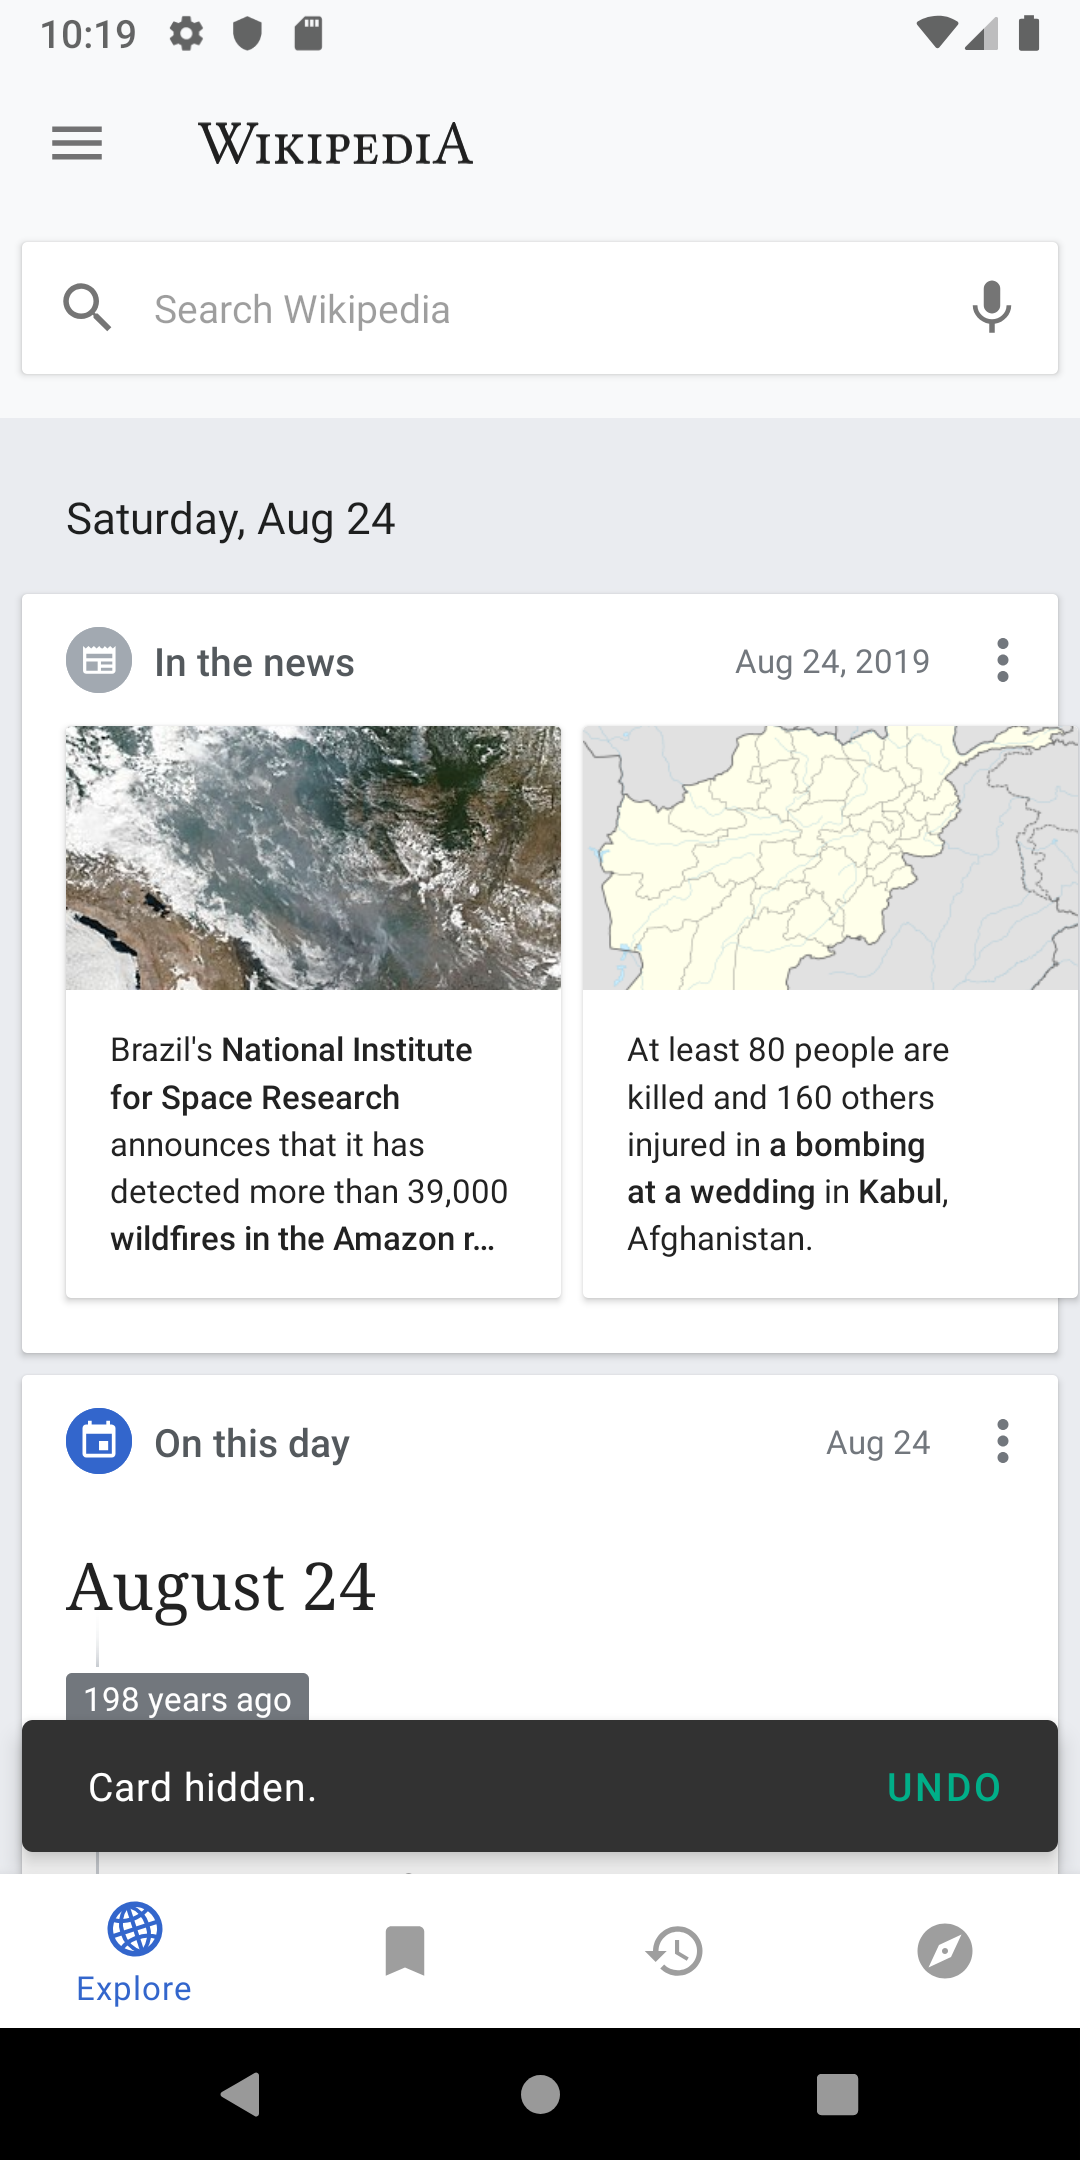 10:19
WIKIPEDIA
Search Wikipedia
Saturday, Aug 24
In the news
Aug 24, 2019
Brazil's National Institute
for Space Research
announces that it has
detected more than 39,000
wildfires in the Amazon r...
At least 80 people are
killed and 160 others
injured in a bombing
at a wedding in Kabul,
Afghanistan.
On this day
Aug 24
August 24
198 years ago
Card hidden.
UNDO
Explore